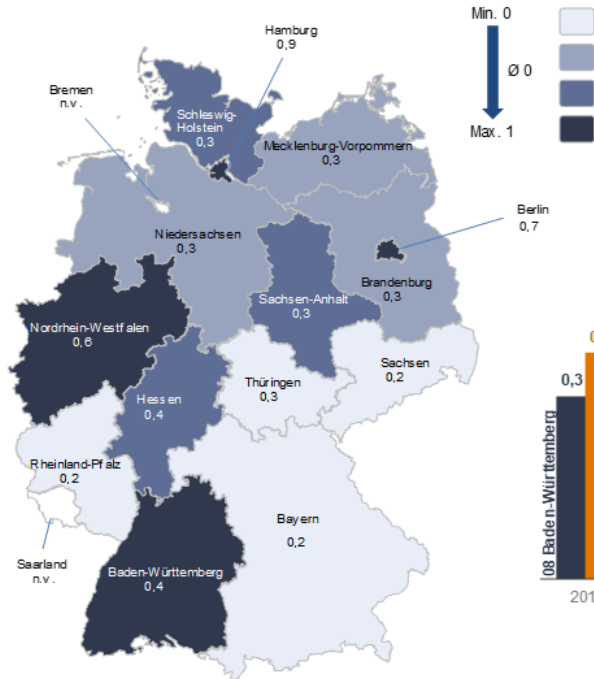 Min. 0
Ø 0
Max. 1
Hamburg
0,9
Bremen
n.v.
Schleswig-
Holstein
0,3
Mecklenburg-Vorpommern
0,3
Berlin
0,7
Niedersachsen
0,3
Brandenburg
0,3
Sachsen-Anhalt
0,3
Nordrhein-Westfalen
0,6
Sachsen
0,2
Thüringen
0,3
Hessen
0,4
Rheinland-Pfalz
0,2
Bayern
0,2
Saarland
n.v.
Baden-Württemberg
0,4
0,3
08 Baden-Württemberg
201